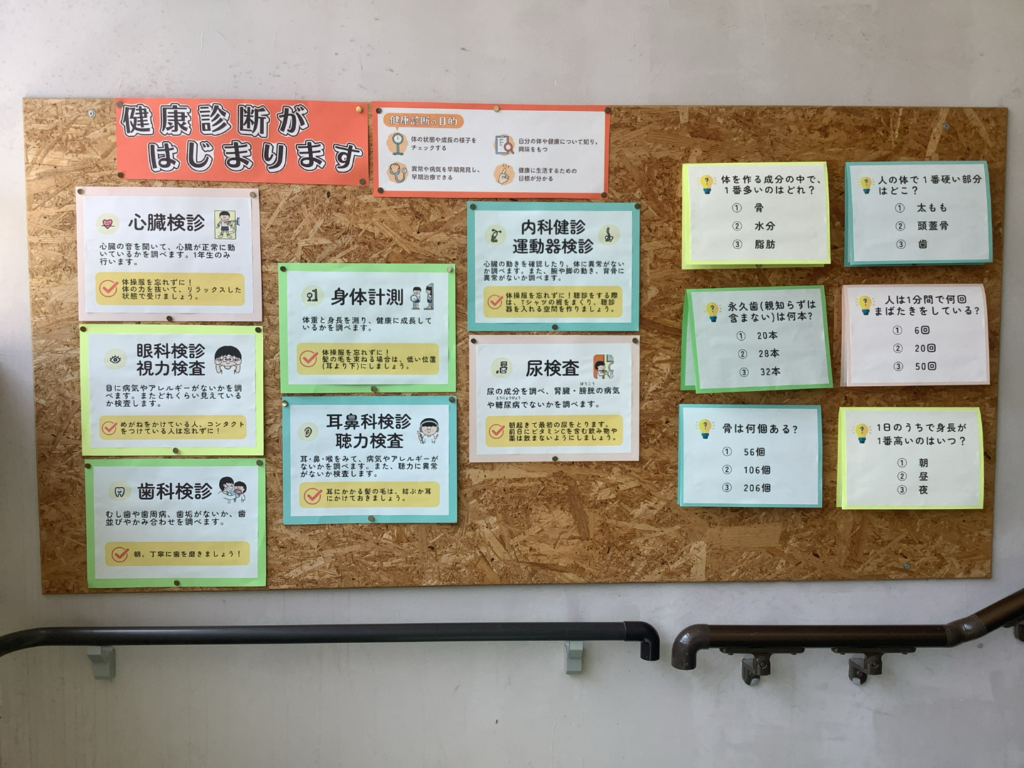 健康診断が
はじまります
健康診断の目的
体の状態や成長の様子を
チェックする
自分の体や健康について知り、
興味をもつ
異常や病気を早期発見し、
早期治療できる
健康に生活するための
目標が分かる
心臓検診
心臓の音を聞いて、心臓が正常に動
いているかを調べます。1年生のみ
行います。
体操服を忘れずに！
体の力を抜いて、リラックスした
状態で受けましょう。
眼科検診
視力検査
目に病気やアレルギーがないかを調
べます。またどれくらい見えている
か検査します。
めがねをかけている人、コンタクト
をつけている人は忘れずに！
歯科検診
むし歯や歯周病、歯垢がないか、歯
並びやかみ合わせを調べます。
朝、丁寧に歯を磨きましょう！
身体計測
体重と身長を測り、健康に成長して
いるかを調べます。
体操服を忘れずに！
髪の毛を束ねる場合は、低い位置
(耳より下)にしましょう。
耳鼻科検診
聴力検査
耳・鼻・喉をみて、病気やアレルギー
がないかを調べます。また、聴力に異常
がないか検査します。
耳にかかる髪の毛は、結ぶか耳
にかけておきましょう。
内科健診
運動器検診
心臓の動きを確認したり、体に異常がない
か調べます。また、腕や脚の動き、背骨に
異常がないか調べます。
体操服を忘れずに！聴診をする際
は、Tシャツの裾をまくり、聴診
器を入れる空間を作りましょう。
尿検査
尿の成分を調べ、腎臓・膀胱の病気
や糖尿病でないかを調べます。
朝起きて最初の尿をとります。
前日にビタミンCを含む飲み物や
薬は飲まないようにしましょう。
体を作る成分の中で、
1番多いのはどれ？
① 骨
② 水分
③ 脂肪
人の体で1番硬い部分
はどこ？
① 太もも
② 頭蓋骨
③ 歯
永久歯(親知らずは
含まない)は何本？
① 20本
② 28本
③ 32本
人は1分間で何回
まばたきをしている？
① 6回
② 20回
③ 50回
骨は何個ある？
① 56個
② 106個
③ 206個
1日のうちで身長が
1番高いのはいつ？
① 朝
② 昼
③ 夜